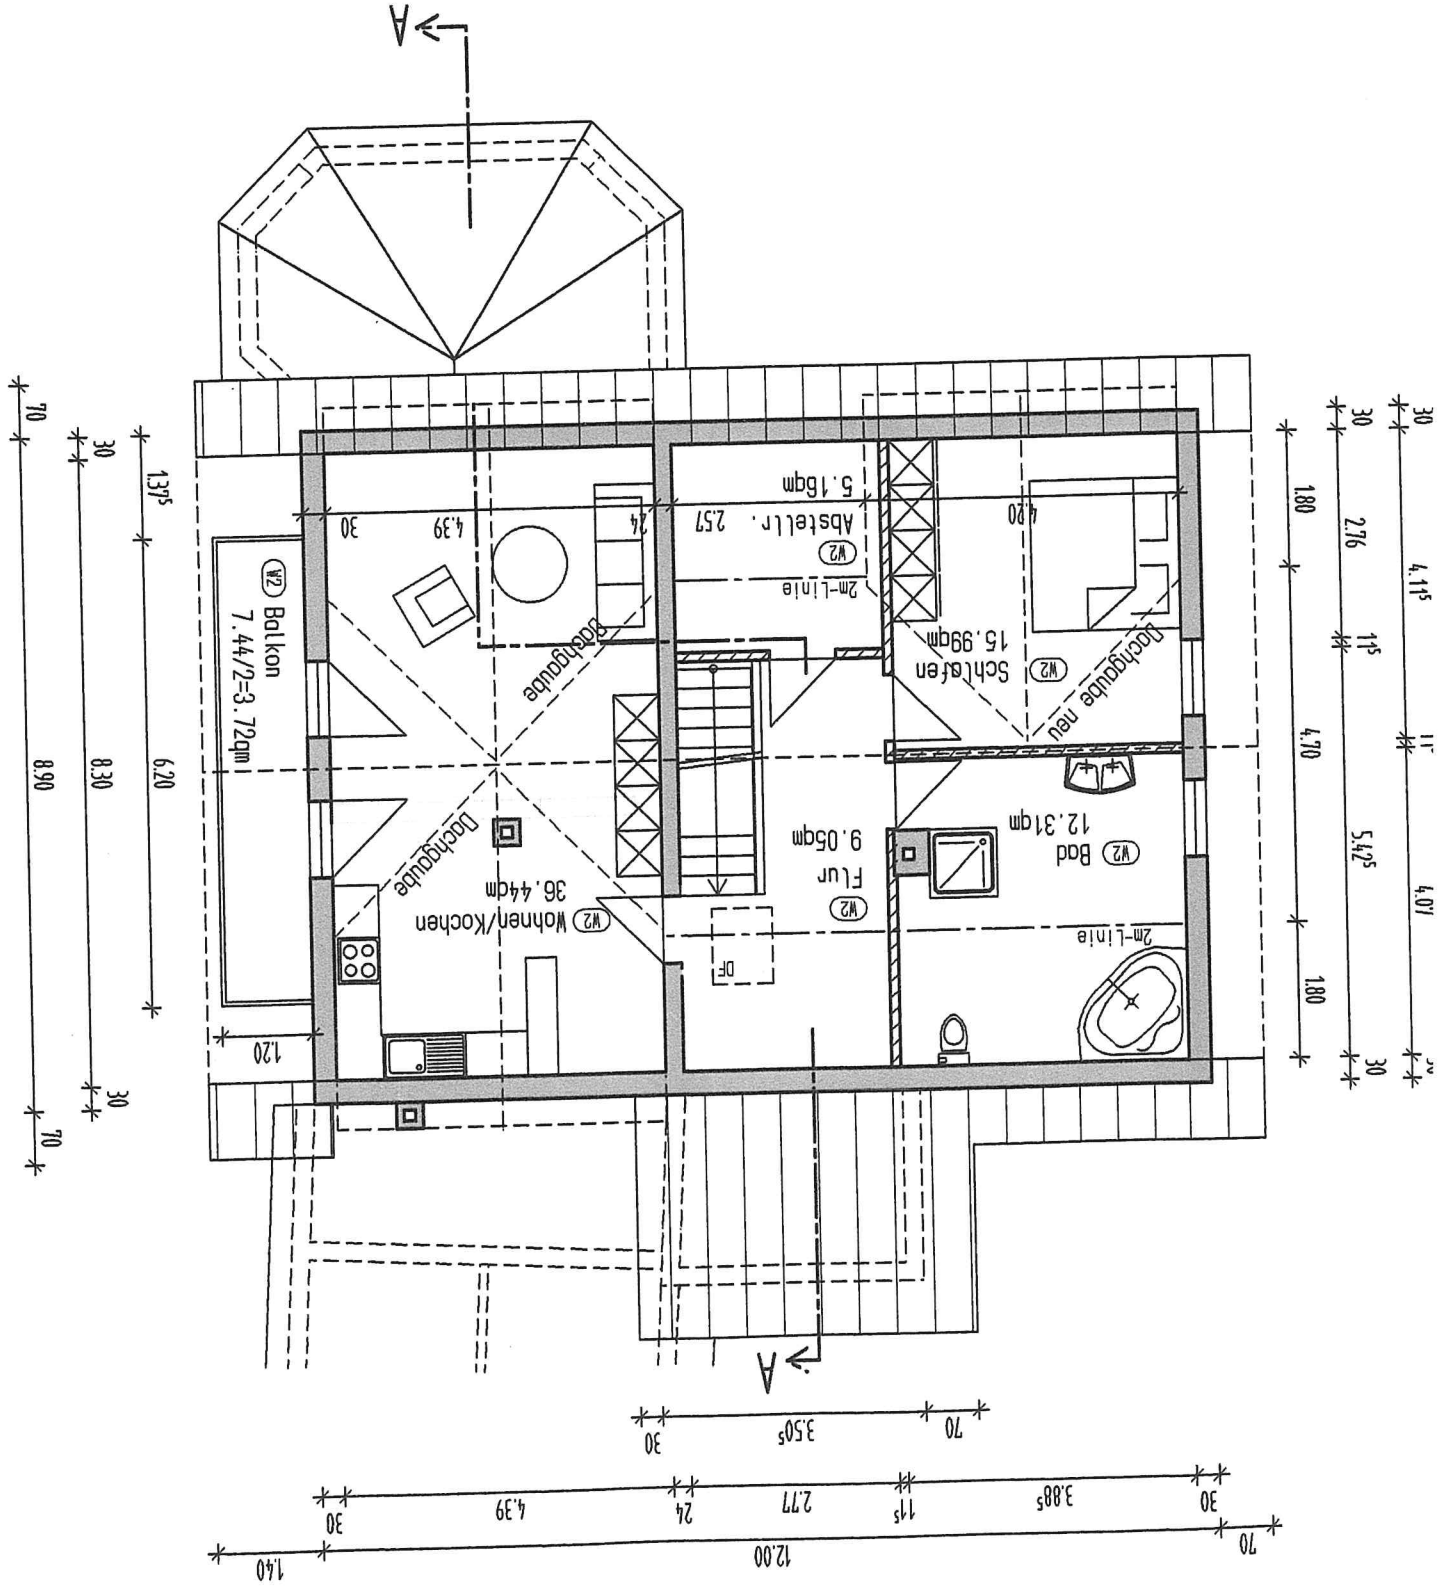 A
70
30
1.37⁵
8.90
8.30
6.20
70
30
1.20
W2
Balkon
7.44/2=3.72qm
30
4.39
24
2.57
4.20
5.16qm
Abstellr.
W2
2m-Linie
Dachgaube
Dachgaube
W2
Wohnen/Kochen
36.44qm
W2
Schlafen
15.99qm
Dachgaube neu
W2
Flur
9.05qm
DF
W2
Bad
12.31qm
2m-Linie
30
30
1.80
2.76
4.11⁵
11⁵
4.70
5.42⁵
4.07
1.80
30
A
30
3.50⁵
70
30
4.39
24
2.77
11⁵
3.88⁵
30
1.40
12.00
70